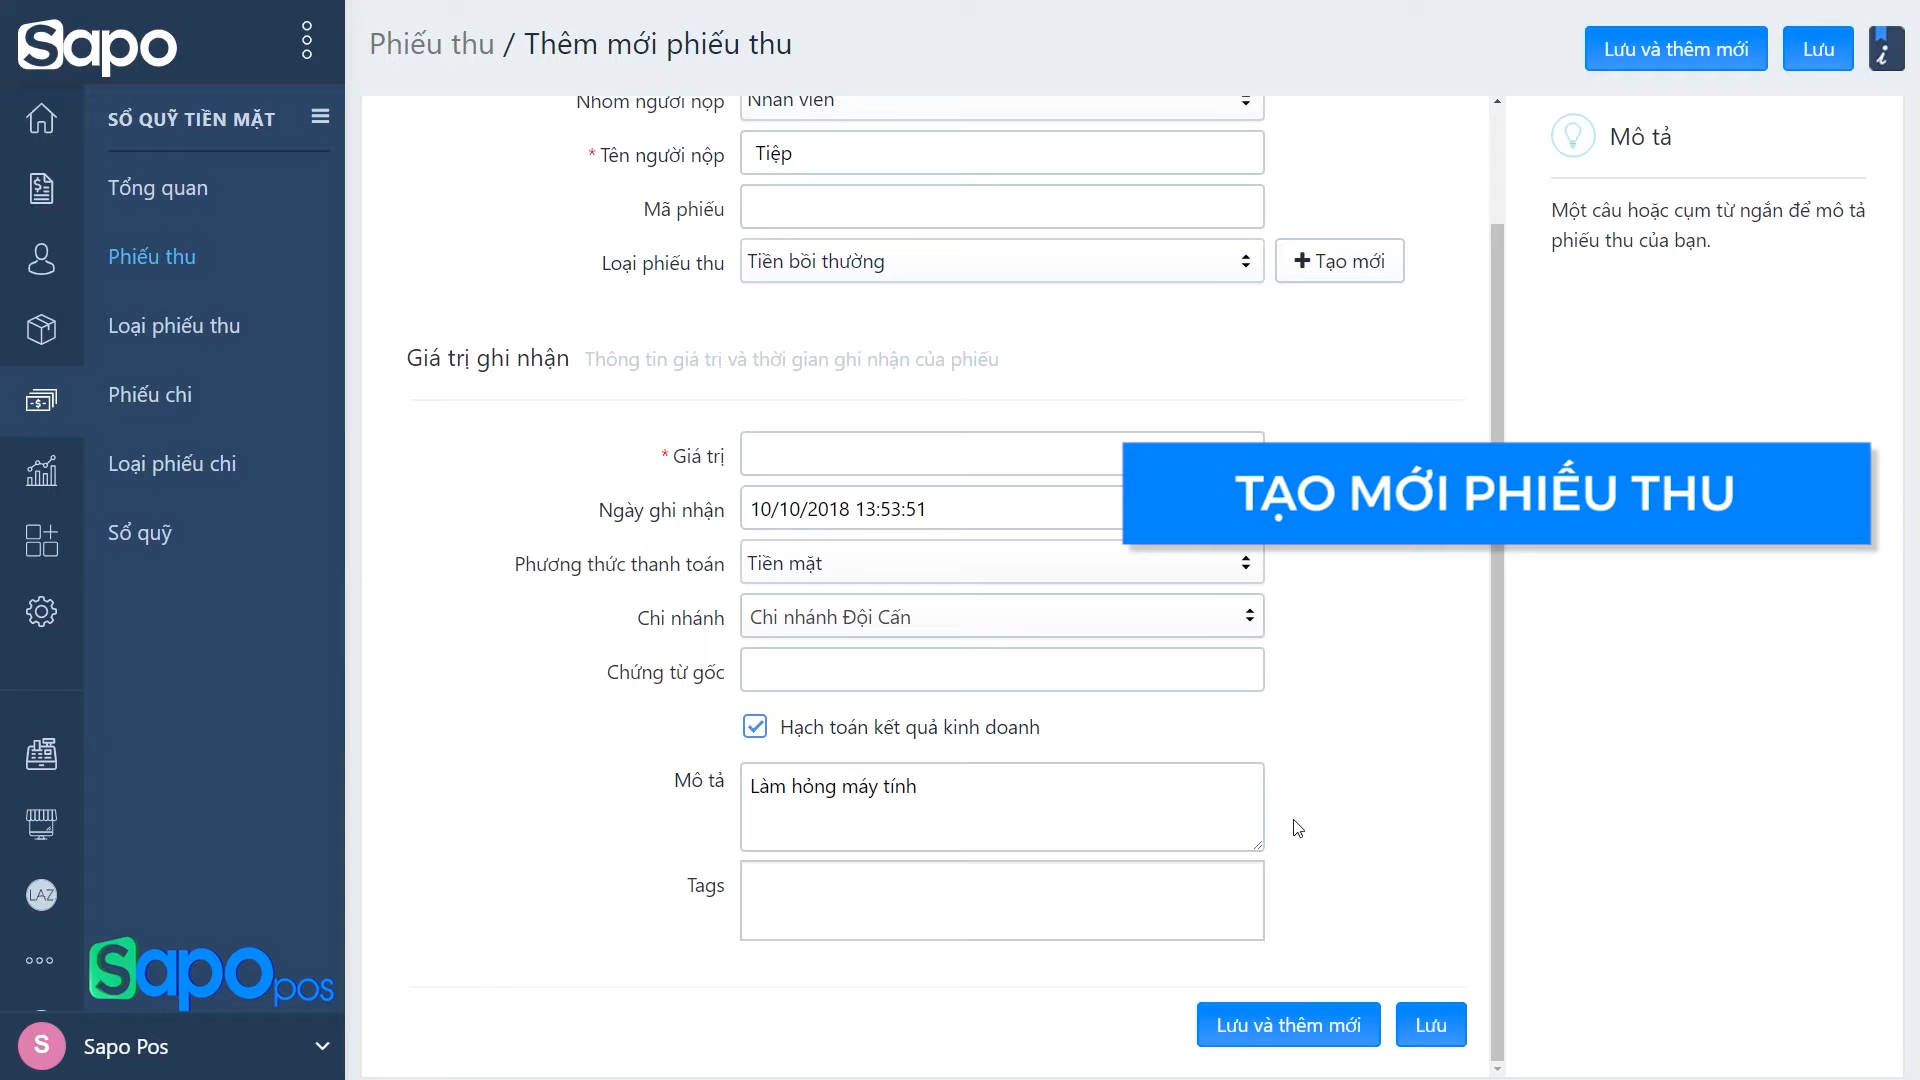 Sapo
Phiếu thu / Thêm mới phiếu thu
Lưu và thêm mới
Lưu
SỔ QUỸ TIỀN MẶT
Tổng quan
Phiếu thu
Loại phiếu thu
Phiếu chi
Loại phiếu chi
Sổ quỹ
LAZ
Sapo pos
S
Sapo Pos
Nhóm người nộp
Nhân viên
* Tên người nộp
Tiệp
Mã phiếu
Loại phiếu thu
Tiền bồi thường
Tạo mới
Giá trị ghi nhận Thông tin giá trị và thời gian ghi nhận của phiếu
* Giá trị
Ngày ghi nhận
10/10/2018 13:53:51
Phương thức thanh toán
Tiền mặt
Chi nhánh
Chi nhánh Đội Cấn
Chứng từ gốc
Hạch toán kết quả kinh doanh
Mô tả
Làm hỏng máy tính
Tags
Lưu và thêm mới
Lưu
TẠO MỚI PHIẾU THU
Mô tả
Một câu hoặc cụm từ ngắn để mô tả
phiếu thu của bạn.